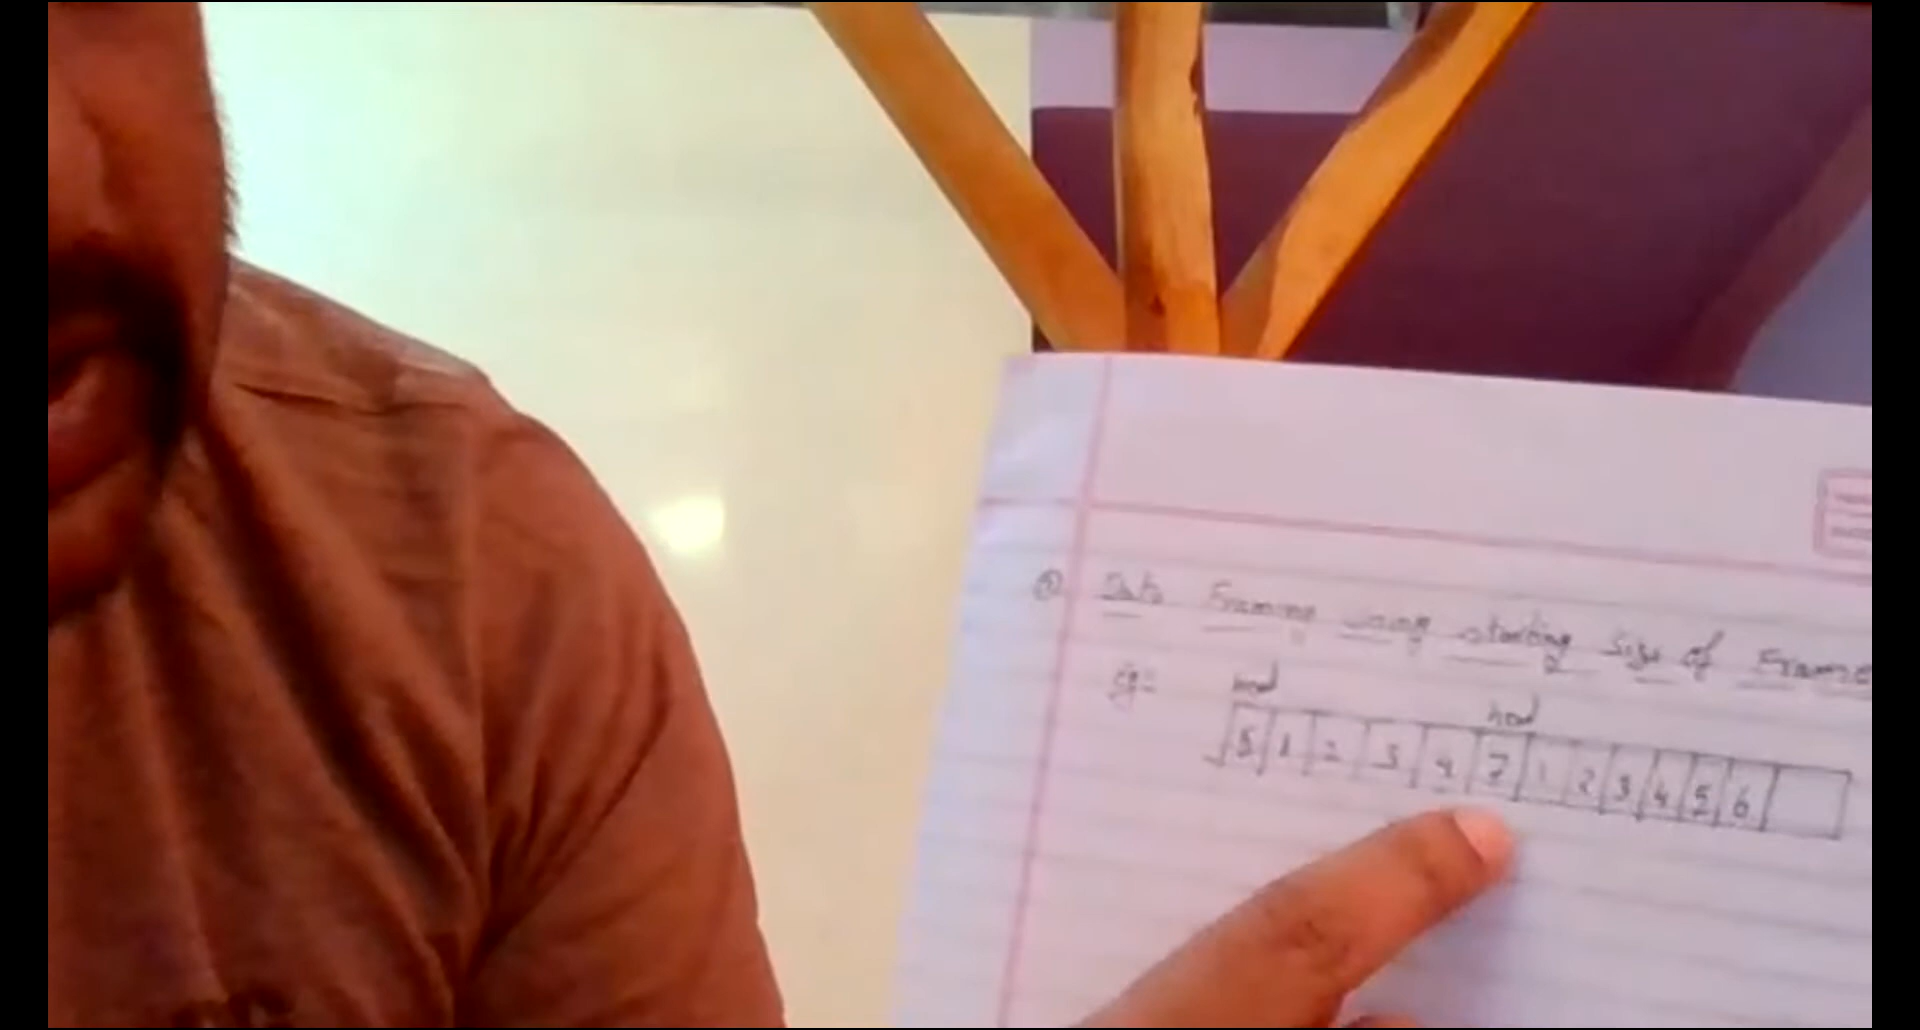 ② Data Framing using starting size of Frame
Eg:- head head
5 1 2 3 4 7 1 2 3 4 5 6